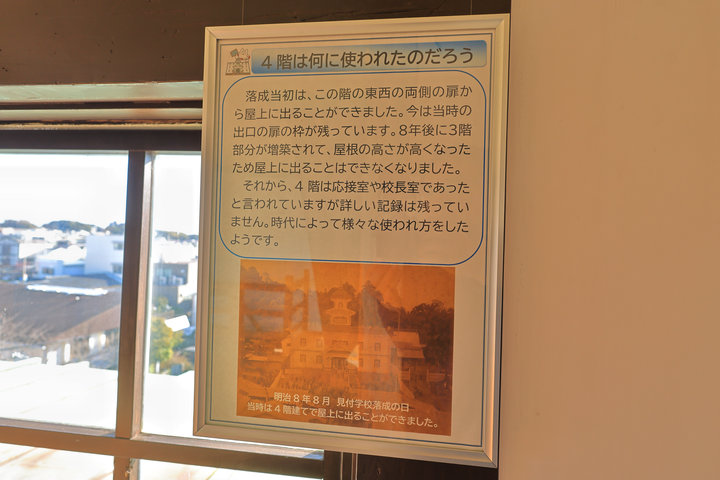 4階は何に使われたのだろう
落成当初は、この階の東西の両側の扉か
ら屋上に出ることができました。今は当時の
出口の扉の枠が残っています。8年後に3階
部分が増築されて、屋根の高さが高くなった
ため屋上に出ることはできなくなりました。
それから、4階は応接室や校長室であった
と言われていますが詳しい記録は残ってい
ません。時代によって様々な使われ方をした
ようです。
明治8年8月 見付学校落成の日
当時は4階建てで屋上に出ることができました。